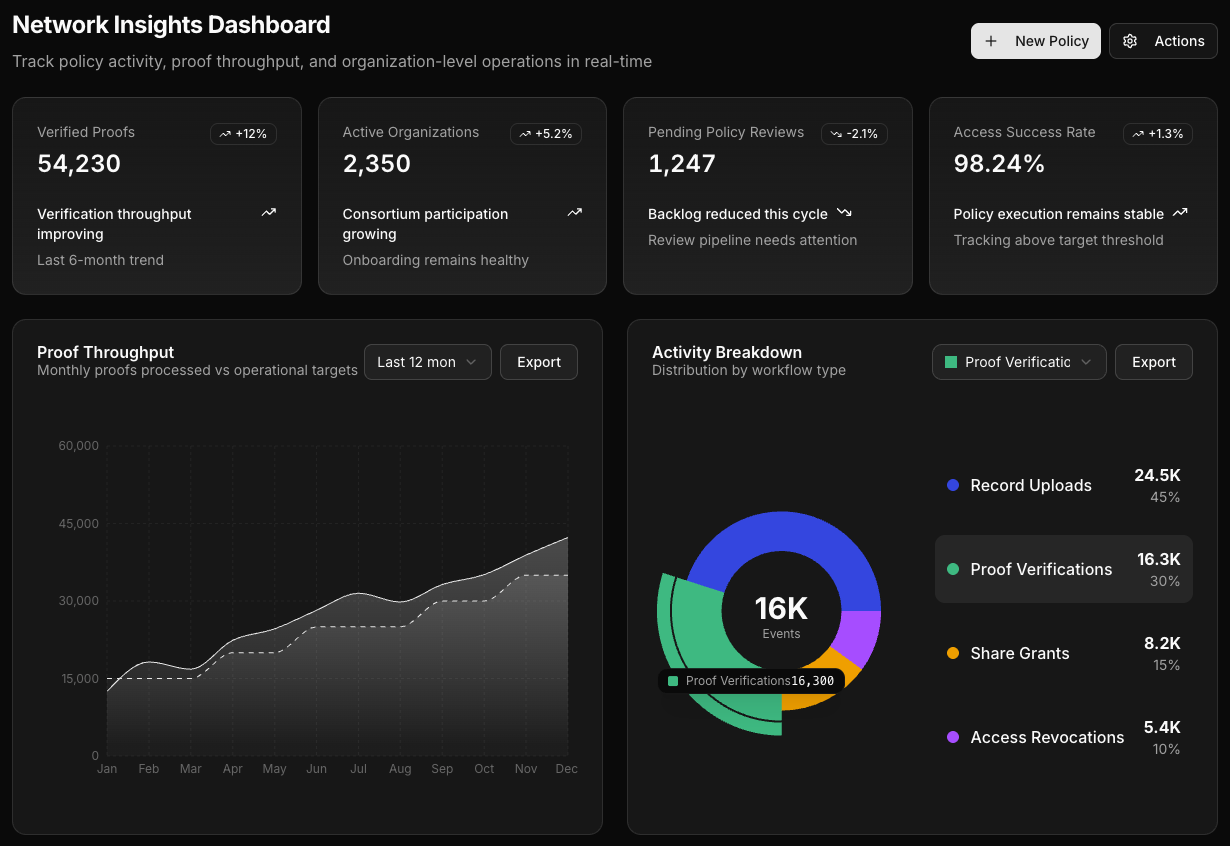 Network Insights Dashboard
Track policy activity, proof throughput, and organization-level operations in real-time
New Policy
Actions
Verified Proofs
+12%
54,230
Verification throughput
improving
Last 6-month trend
Active Organizations
+5.2%
2,350
Consortium participation
growing
Onboarding remains healthy
Pending Policy Reviews
-2.1%
1,247
Backlog reduced this cycle
Review pipeline needs attention
Access Success Rate
+1.3%
98.24%
Policy execution remains stable
Tracking above target threshold
Proof Throughput
Monthly proofs processed vs operational targets
Last 12 mon
Export
60,000
45,000
30,000
15,000
0
Jan Feb Mar Apr May Jun Jul Aug Sep Oct Nov Dec
Activity Breakdown
Distribution by workflow type
Proof Verificatic
Export
16K
Events
Proof Verifications16,300
Record Uploads
24.5K
45%
Proof Verifications
16.3K
30%
Share Grants
8.2K
15%
Access Revocations
5.4K
10%